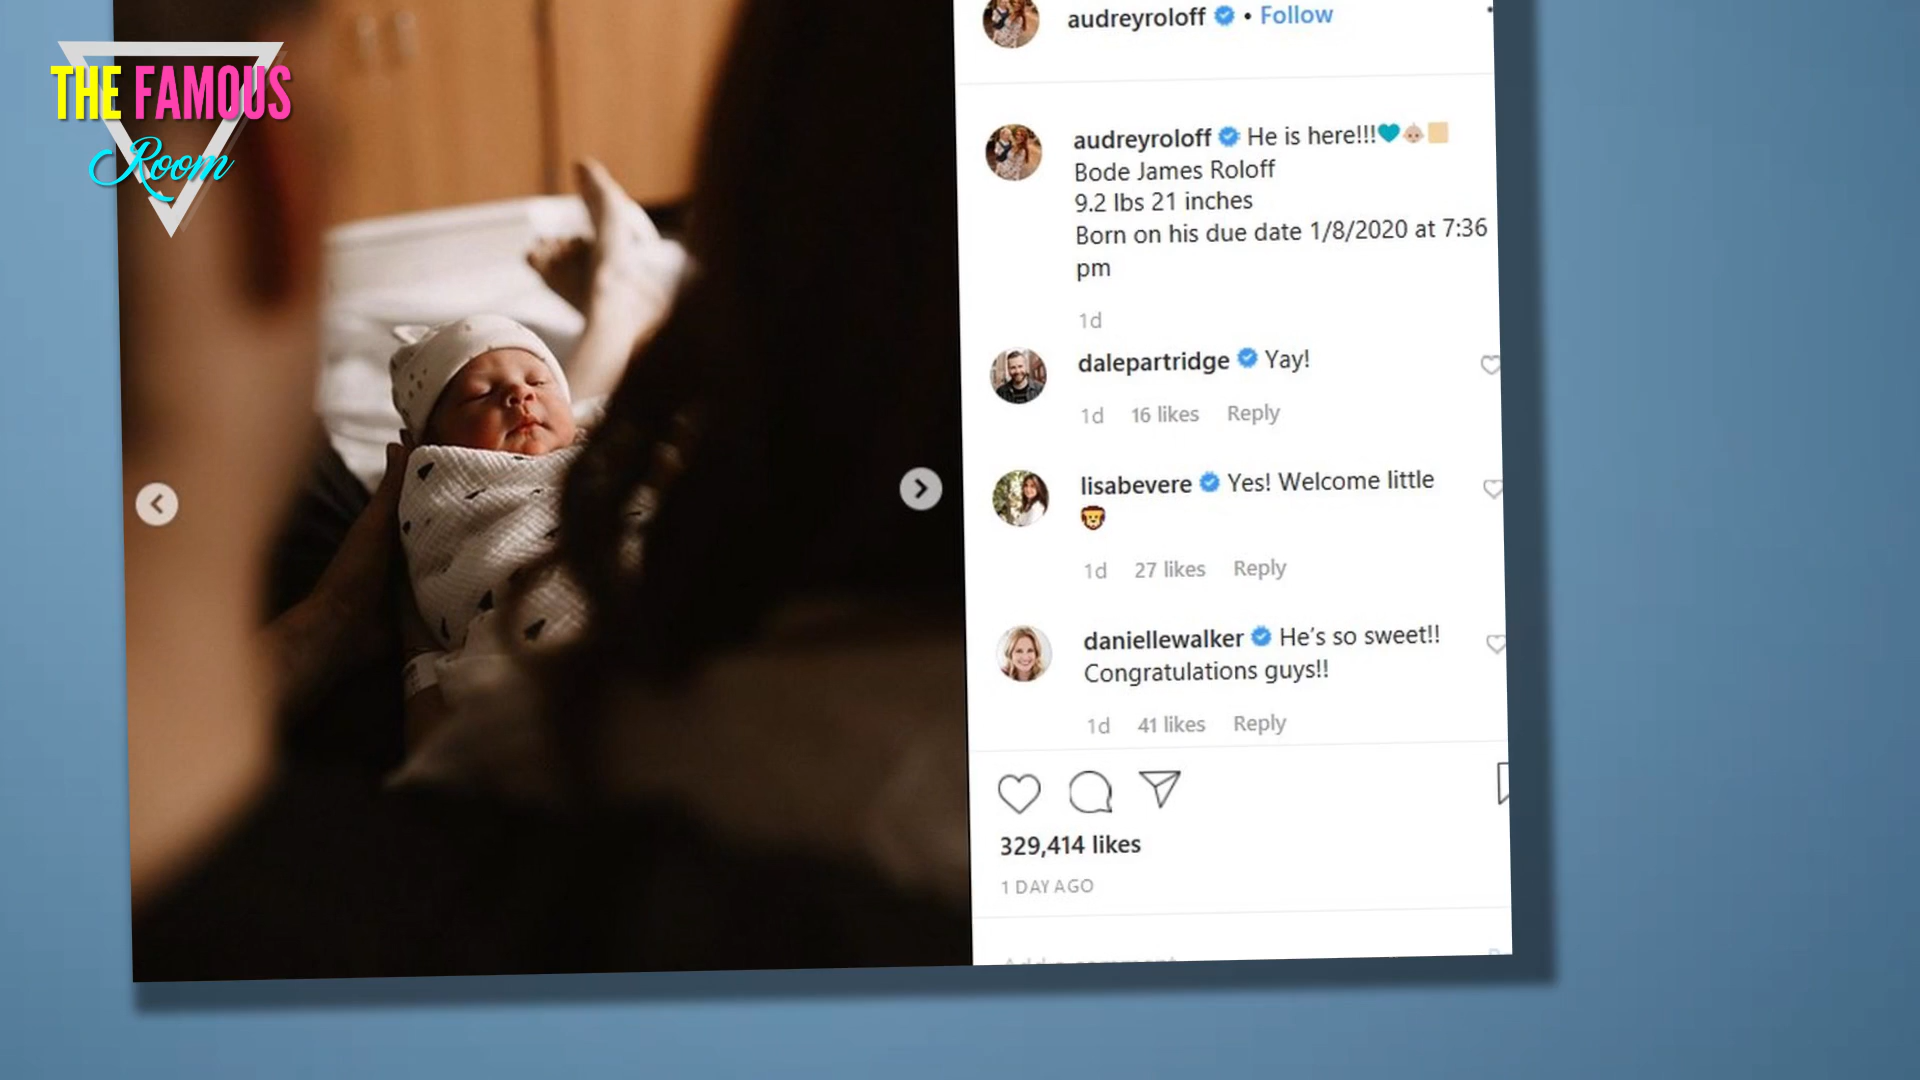 THE FAMOUS
Room
audreyroloff • Follow
audreyroloff He is here!!!
Bode James Roloff
9.2 lbs 21 inches
Born on his due date 1/8/2020 at 7:36
pm
1d
dalepartridge Yay!
1d 16 likes Reply
lisabevere Yes! Welcome little
1d 27 likes Reply
daniellewalker He's so sweet!!
Congratulations guys!!
1d 41 likes Reply
329,414 likes
1 DAY AGO
Add a comment